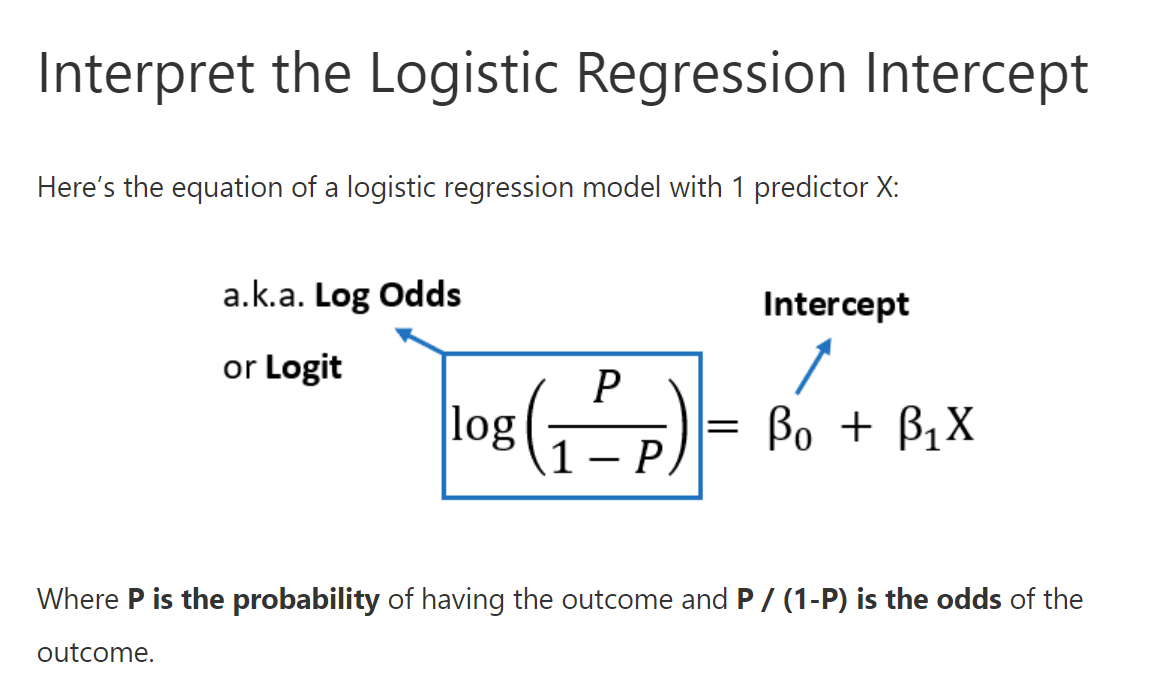 Interpret the Logistic Regression Intercept
Here’s the equation of a logistic regression model with 1 predictor X:
a.k.a. Log Odds
or Logit
Intercept
log(P / 1 − P) = β₀ + β₁X
Where P is the probability of having the outcome and P / (1-P) is the odds of the
outcome.